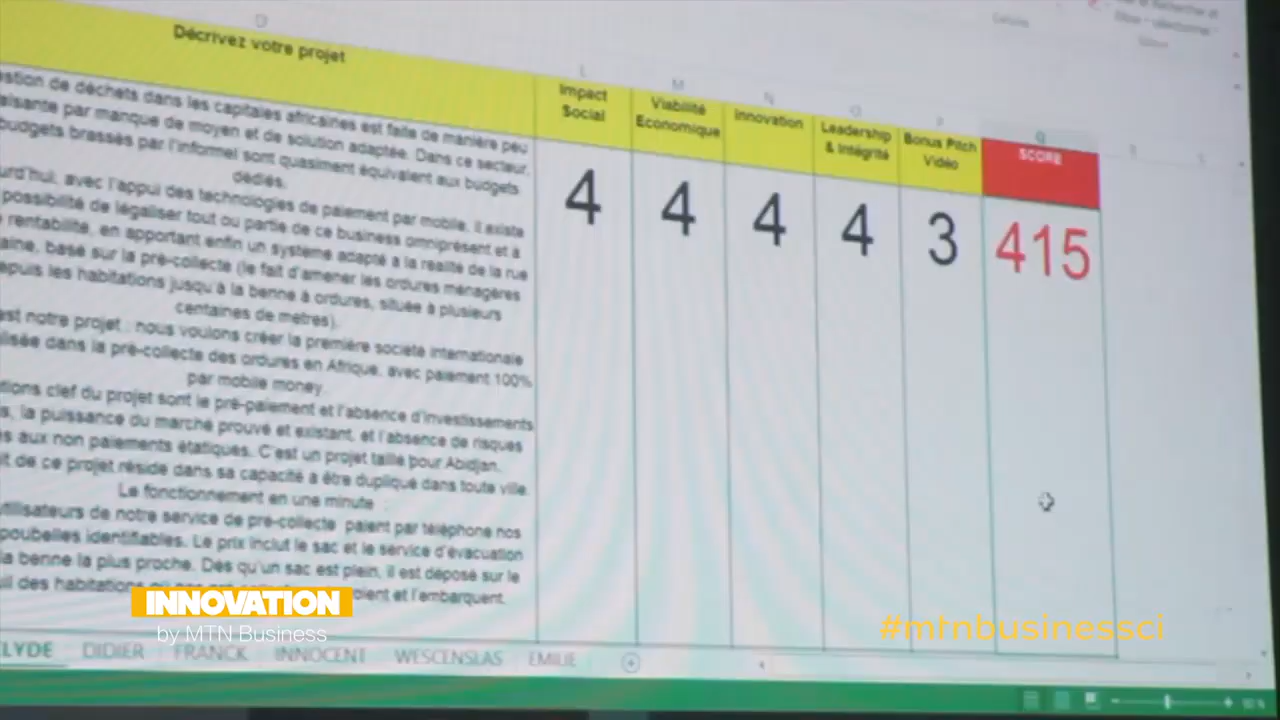 D L M N O P Q R S
Décrivez votre projet
Impact
Social
Viabilité
Economique
Innovation
Leadership
& Intégrité
Bonus Pitch
Vidéo
SCORE
4 4 4 4 3 415
de déchets dans les capitales africaines est faite de manière peu
par manque de moyen et de solution adaptée. Dans ce secteur,
budgets brassés par l'informel sont quasiment équivalent aux budgets
dédiés.
avec l'appui des technologies de paiement par mobile, il existe
possibilité de légaliser tout ou partie de ce business omniprésent et à
rentabilité, en apportant enfin un système adapté à la réalité de la rue
basé sur la pré-collecte (le fait d'amener les ordures ménagères
depuis les habitations jusqu'à la benne à ordures, située à plusieurs
centaines de mètres).
est notre projet : nous voulons créer la première société internationale
dans la pré-collecte des ordures en Afrique, avec paiement 100%
par mobile money.
clef du projet sont le pré-paiement et l'absence d'investissements
la puissance du marché prouvé et existant, et l'absence de risques
aux non paiements étatiques. C'est un projet taillé pour Abidjan.
de ce projet réside dans sa capacité à être dupliqué dans toute ville.
Le fonctionnement en une minute :
utilisateurs de notre service de pré-collecte paient par téléphone nos
poubelles identifiables. Le prix inclut le sac et le service d'évacuation
la benne la plus proche. Dès qu'un sac est plein, il est déposé sur le
des habitations et l'embarquent.
INNOVATION
by MTN Business
#mtnbusinessci
DIDIER FRANCK INNOCENT WESCENSLAS EMILIE